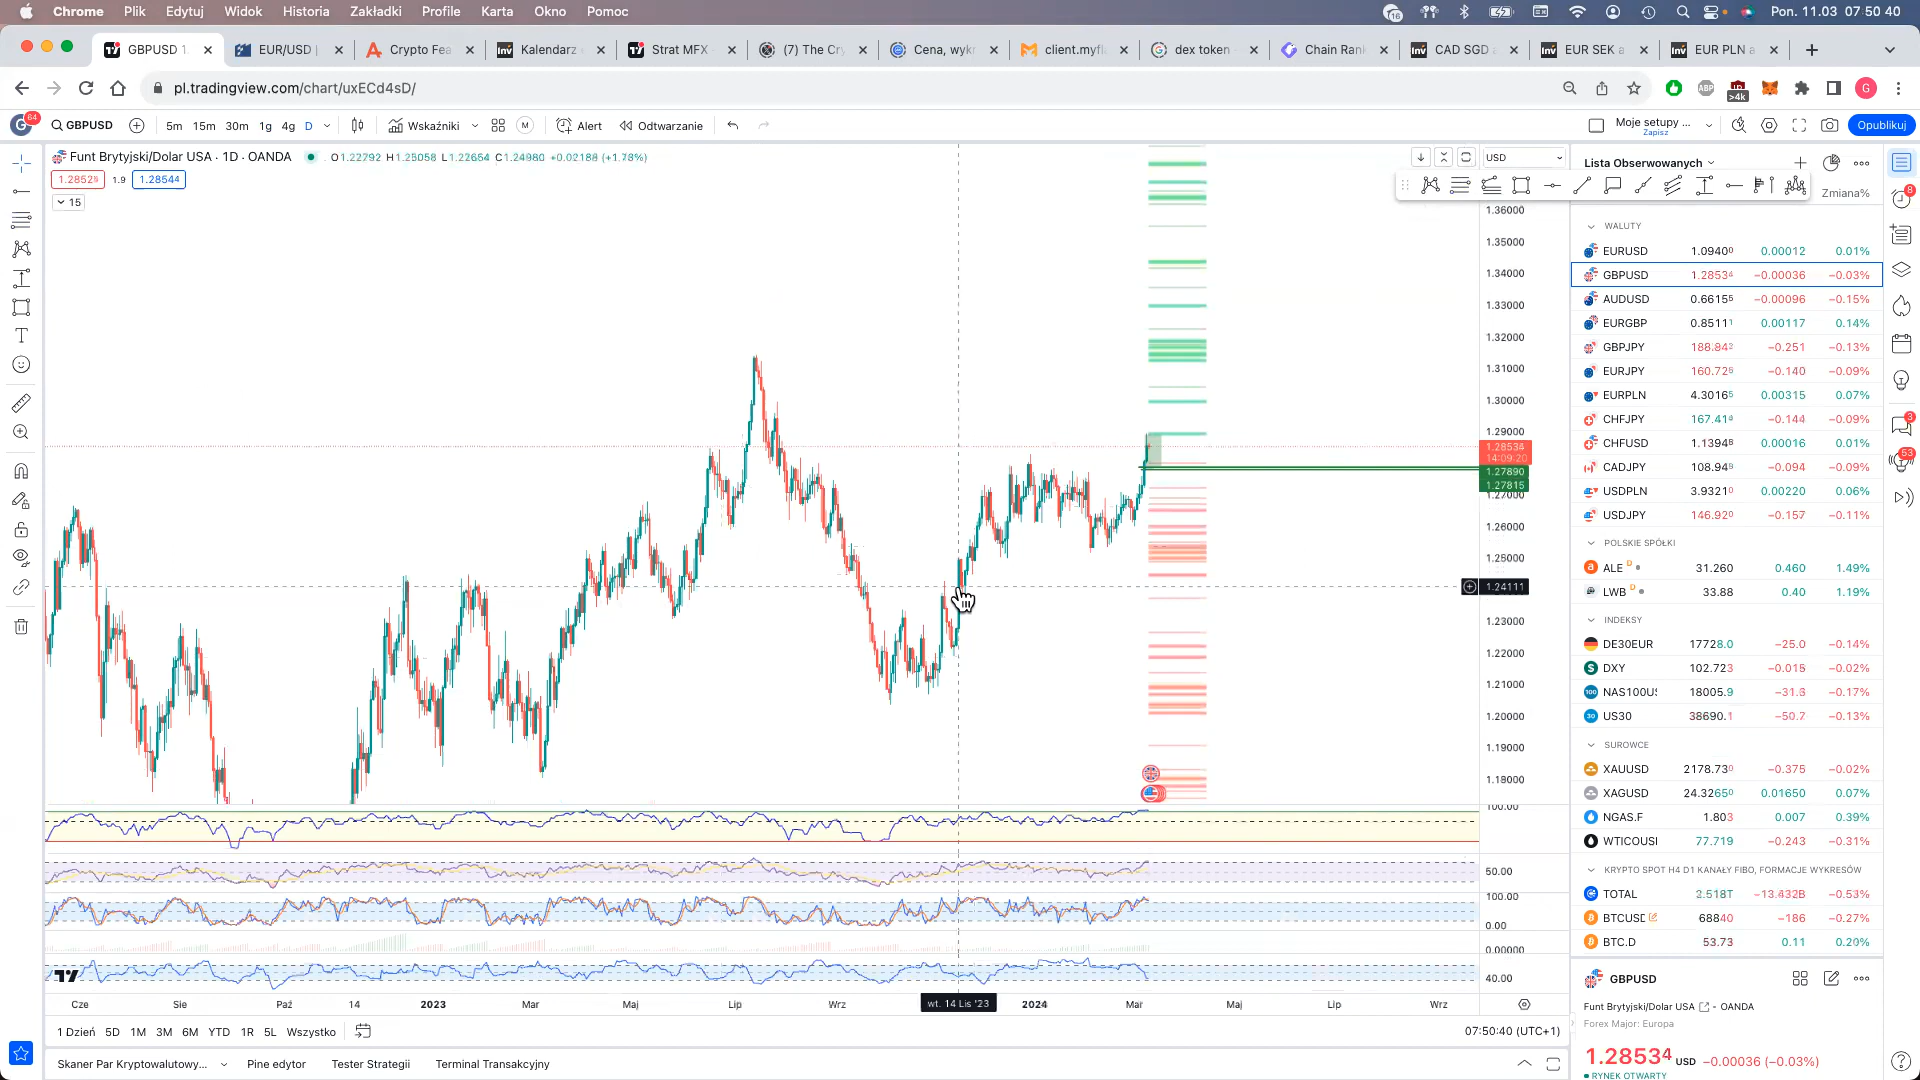 Chrome Plik Edytuj Widok Historia Zakładki Profile Karta Okno Pomoc
16 Pon. 11.03 07 50 40
GBPUSD 1. EUR/USD | Crypto Fea Kalendarz Strat MFX - (7) The Cry Cena, wykr client.myfi dex token - Chain Rank CAD SGD EUR SEK a EUR PLN a
pl.tradingview.com/chart/uxECd4sD/
ABP >4k G
G 64 GBPUSD 5m 15m 30m 1g 4g D Wskaźniki M Alert Odtwarzanie
Moje setupy ... Zapisz Opublikuj
Funt Brytyjski/Dolar USA · 1D · OANDA O1.22792 H1.25058 L1.22654 C1.24980 +0.02188 (+1.78%)
1.28525 1.9 1.28544
15
USD
Lista Obserwowanych
Zmiana%
1.36000
1.35000
1.34000
1.33000
1.32000
1.31000
1.30000
1.29000
1.28534
14:09:20
1.27890
1.27815
1.27000
1.26000
1.25000
1.24111
1.23000
1.22000
1.21000
1.20000
1.19000
1.18000
100.00
50.00
100.00
0.00
0.00000
40.00
Cze Sie Paź 14 2023 Mar Maj Lip Wrz wt. 14 Lis '23 2024 Mar Maj Lip Wrz
1 Dzień 5D 1M 3M 6M YTD 1R 5L Wszystko 07:50:40 (UTC+1)
Skaner Par Kryptowalutowy... Pine edytor Tester Strategii Terminal Transakcyjny
WALUTY
EURUSD 1.09400 0.00012 0.01%
GBPUSD 1.28534 −0.00036 −0.03%
AUDUSD 0.66155 −0.00096 −0.15%
EURGBP 0.85111 0.00117 0.14%
GBPJPY 188.842 −0.251 −0.13%
EURJPY 160.726 −0.140 −0.09%
EURPLN 4.30165 0.00315 0.07%
CHFJPY 167.414 −0.144 −0.09%
CHFUSD 1.13948 0.00016 0.01%
CADJPY 108.949 −0.094 −0.09%
USDPLN 3.93210 0.00220 0.06%
USDJPY 146.920 −0.157 −0.11%
POLSKIE SPÓŁKI
ALE D 31.260 0.460 1.49%
LWB D 33.88 0.40 1.19%
INDEKSY
DE30EUR 17728.0 −25.0 −0.14%
DXY 102.723 −0.015 −0.02%
NAS100US 18005.9 −31.3 −0.17%
US30 38690.1 −50.7 −0.13%
SUROWCE
XAUUSD 2178.730 −0.375 −0.02%
XAGUSD 24.32650 0.01650 0.07%
NGAS.F 1.803 0.007 0.39%
WTICOUSI 77.719 −0.243 −0.31%
KRYPTO SPOT H4 D1 KANAŁY FIBO, FORMACJE WYKRESÓW
TOTAL 2.518T −13.432B −0.53%
BTCUSD 68840 −186 −0.27%
BTC.D 53.73 0.11 0.20%
GBPUSD
Funt Brytyjski/Dolar USA - OANDA
Forex Major: Europa
1.28534 USD −0.00036 (−0.03%)
RYNEK OTWARTY
8
3
53